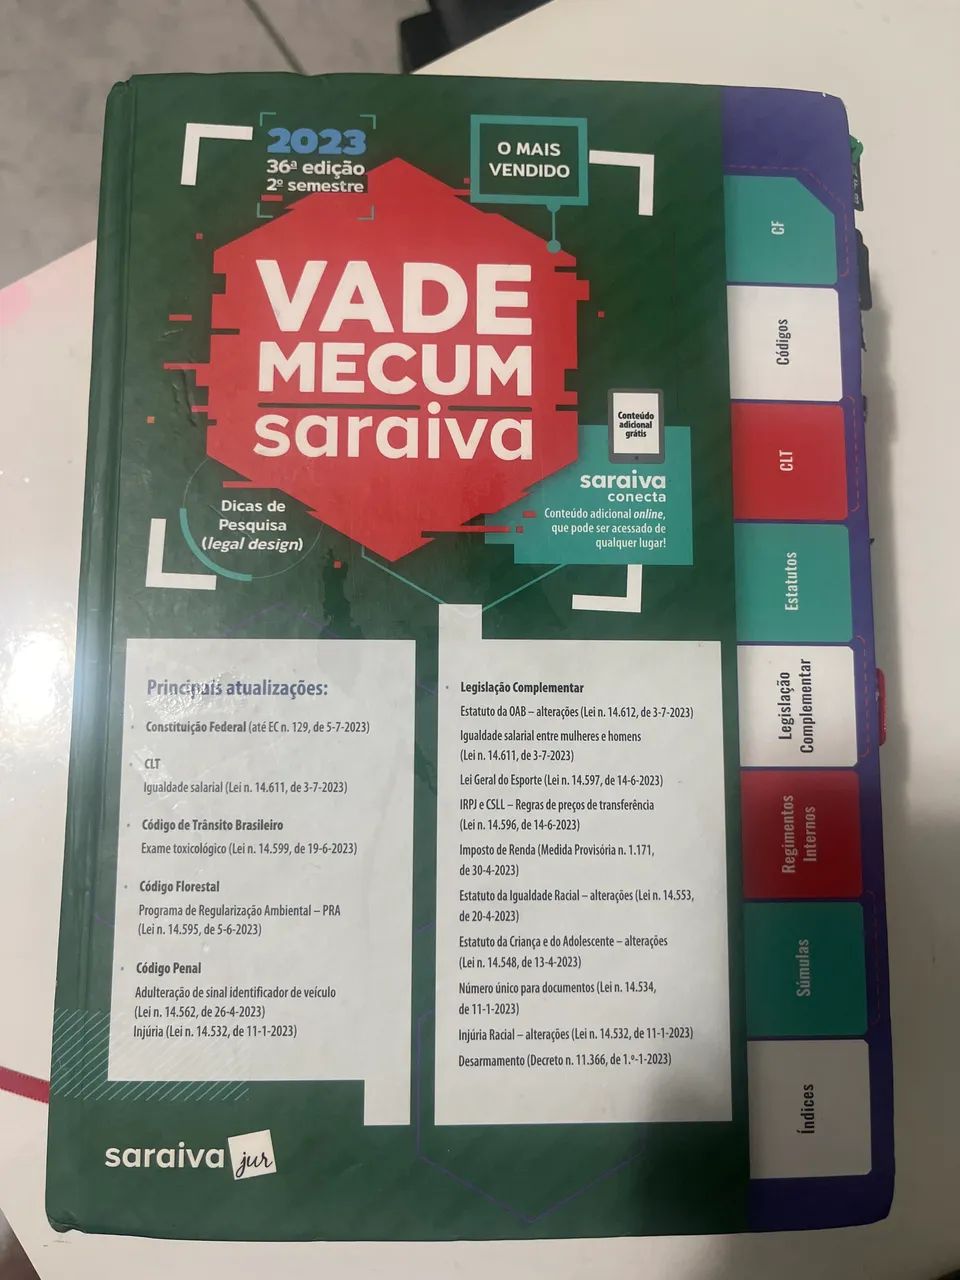 2023
36ª edição
2º semestre
O MAIS
VENDIDO
VADE
MECUM
saraiva
Conteúdo
adicional
grátis
saraiva
conecta
Conteúdo adicional online,
que pode ser acessado de
qualquer lugar!
Dicas de
Pesquisa
(legal design)
Principais atualizações:
• Constituição Federal (até EC n. 129, de 5-7-2023)
• CLT
Igualdade salarial (Lei n. 14.611, de 3-7-2023)
• Código de Trânsito Brasileiro
Exame toxicológico (Lei n. 14.599, de 19-6-2023)
• Código Florestal
Programa de Regularização Ambiental – PRA
(Lei n. 14.595, de 5-6-2023)
• Código Penal
Adulteração de sinal identificador de veículo
(Lei n. 14.562, de 26-4-2023)
Injúria (Lei n. 14.532, de 11-1-2023)
• Legislação Complementar
Estatuto da OAB – alterações (Lei n. 14.612, de 3-7-2023)
Igualdade salarial entre mulheres e homens
(Lei n. 14.611, de 3-7-2023)
Lei Geral do Esporte (Lei n. 14.597, de 14-6-2023)
IRPJ e CSLL – Regras de preços de transferência
(Lei n. 14.596, de 14-6-2023)
Imposto de Renda (Medida Provisória n. 1.171,
de 30-4-2023)
Estatuto da Igualdade Racial – alterações (Lei n. 14.553,
de 20-4-2023)
Estatuto da Criança e do Adolescente – alterações
(Lei n. 14.548, de 13-4-2023)
Número único para documentos (Lei n. 14.534,
de 11-1-2023)
Injúria Racial – alterações (Lei n. 14.532, de 11-1-2023)
Desarmamento (Decreto n. 11.366, de 1.º-1-2023)
saraiva jur
CF
Códigos
CLT
Estatutos
Legislação
Complementar
Regimentos
Internos
Súmulas
Índices